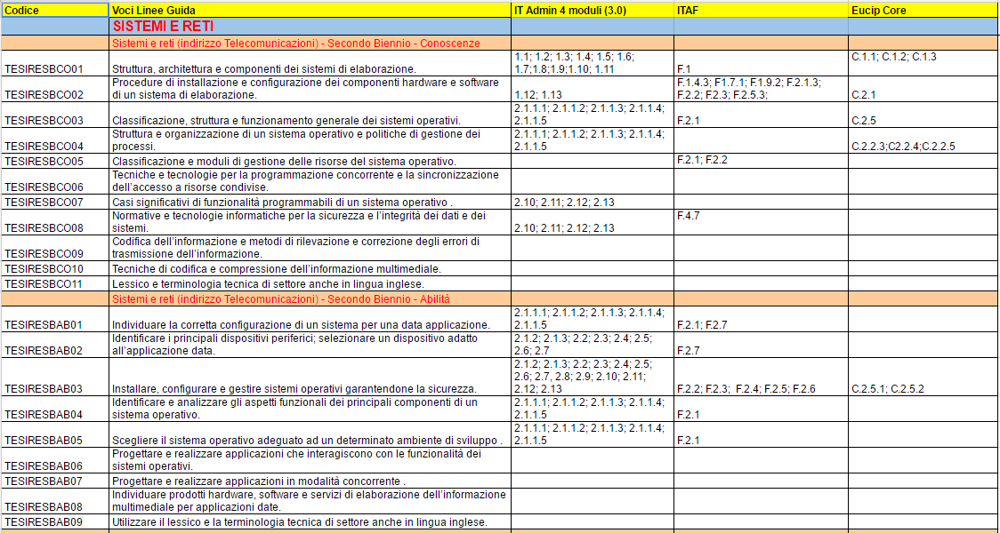 Codice Voci Linee Guida IT Admin 4 moduli (3.0) ITAF Eucip Core
SISTEMI E RETI
Sistemi e reti (indirizzo Telecomunicazioni) - Secondo Biennio - Conoscenze
1.1; 1.2; 1.3; 1.4; 1.5; 1.6; C.1.1; C.1.2; C.1.3
TESIRESBCO01 Struttura, architettura e componenti dei sistemi di elaborazione. 1.7;1.8;1.9;1.10; 1.11 F.1
Procedure di installazione e configurazione dei componenti hardware e software F.1.4.3; F1.7.1; F.1.9.2; F.2.1.3;
TESIRESBCO02 di un sistema di elaborazione. 1.12; 1.13 F.2.2; F.2.3; F.2.5.3; C.2.1
2.1.1.1; 2.1.1.2; 2.1.1.3; 2.1.1.4;
TESIRESBCO03 Classificazione, struttura e funzionamento generale dei sistemi operativi. 2.1.1.5 F.2.1 C.2.5
Struttura e organizzazione di un sistema operativo e politiche di gestione dei 2.1.1.1; 2.1.1.2; 2.1.1.3; 2.1.1.4;
TESIRESBCO04 processi. 2.1.1.5 C.2.2.3;C2.2.4;C.2.2.5
TESIRESBCO05 Classificazione e moduli di gestione delle risorse del sistema operativo. F.2.1; F.2.2
Tecniche e tecnologie per la programmazione concorrente e la sincronizzazione
TESIRESBCO06 dell'accesso a risorse condivise.
TESIRESBCO07 Casi significativi di funzionalità programmabili di un sistema operativo . 2.10; 2.11; 2.12; 2.13
Normative e tecnologie informatiche per la sicurezza e l'integrità dei dati e dei F.4.7
TESIRESBCO08 sistemi. 2.10; 2.11; 2.12; 2.13
Codifica dell'informazione e metodi di rilevazione e correzione degli errori di
TESIRESBCO09 trasmissione dell'informazione.
TESIRESBCO10 Tecniche di codifica e compressione dell'informazione multimediale.
TESIRESBCO11 Lessico e terminologia tecnica di settore anche in lingua inglese.
Sistemi e reti (indirizzo Telecomunicazioni) - Secondo Biennio - Abilità
2.1.1.1; 2.1.1.2; 2.1.1.3; 2.1.1.4;
TESIRESBAB01 Individuare la corretta configurazione di un sistema per una data applicazione. 2.1.1.5 F.2.1; F.2.7
Identificare i principali dispositivi periferici; selezionare un dispositivo adatto 2.1.2; 2.1.3; 2.2; 2.3; 2.4; 2.5;
TESIRESBAB02 all'applicazione data. 2.6; 2.7 F.2.7
2.1.2; 2.1.3; 2.2; 2.3; 2.4; 2.5;
2.6; 2.7, 2.8; 2.9; 2.10; 2.11;
TESIRESBAB03 Installare, configurare e gestire sistemi operativi garantendone la sicurezza. 2.12; 2.13 F.2.2; F.2.3; F.2.4; F.2.5; F.2.6 C.2.5.1; C.2.5.2
Identificare e analizzare gli aspetti funzionali dei principali componenti di un 2.1.1.1; 2.1.1.2; 2.1.1.3; 2.1.1.4;
TESIRESBAB04 sistema operativo. 2.1.1.5 F.2.1
2.1.1.1; 2.1.1.2; 2.1.1.3; 2.1.1.4;
TESIRESBAB05 Scegliere il sistema operativo adeguato ad un determinato ambiente di sviluppo . 2.1.1.5 F.2.1
Progettare e realizzare applicazioni che interagiscono con le funzionalità dei
TESIRESBAB06 sistemi operativi.
TESIRESBAB07 Progettare e realizzare applicazioni in modalità concorrente .
Individuare prodotti hardware, software e servizi di elaborazione dell'informazione
TESIRESBAB08 multimediale per applicazioni date.
TESIRESBAB09 Utilizzare il lessico e la terminologia tecnica di settore anche in lingua inglese.